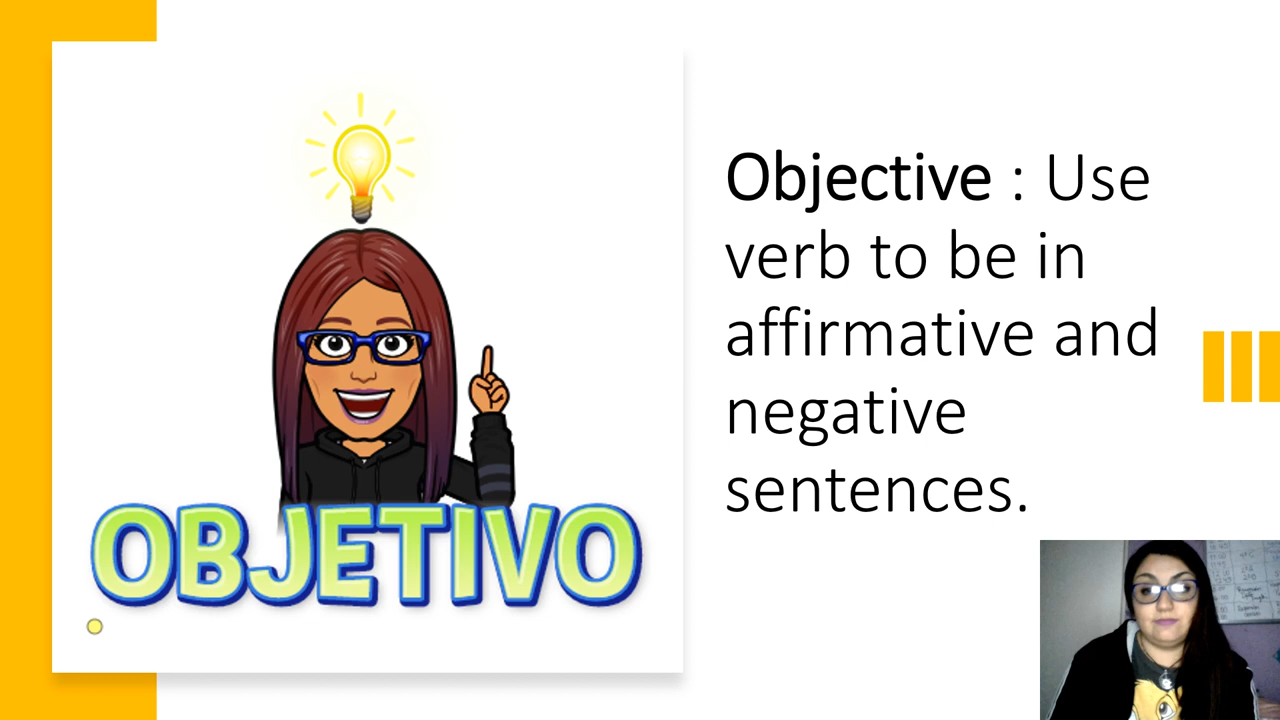 OBJETIVO
Objective : Use
verb to be in
affirmative and
negative
sentences.